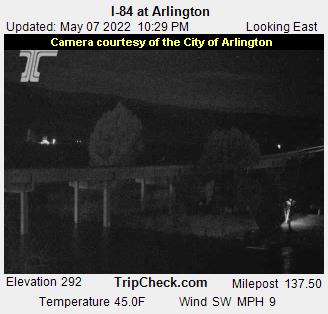 I-84 at Arlington
Updated: May 07 2022 10:29 PM Looking East
Camera courtesy of the City of Arlington
Elevation 292 TripCheck.com Milepost 137.50
Temperature 45.0F Wind SW MPH 9